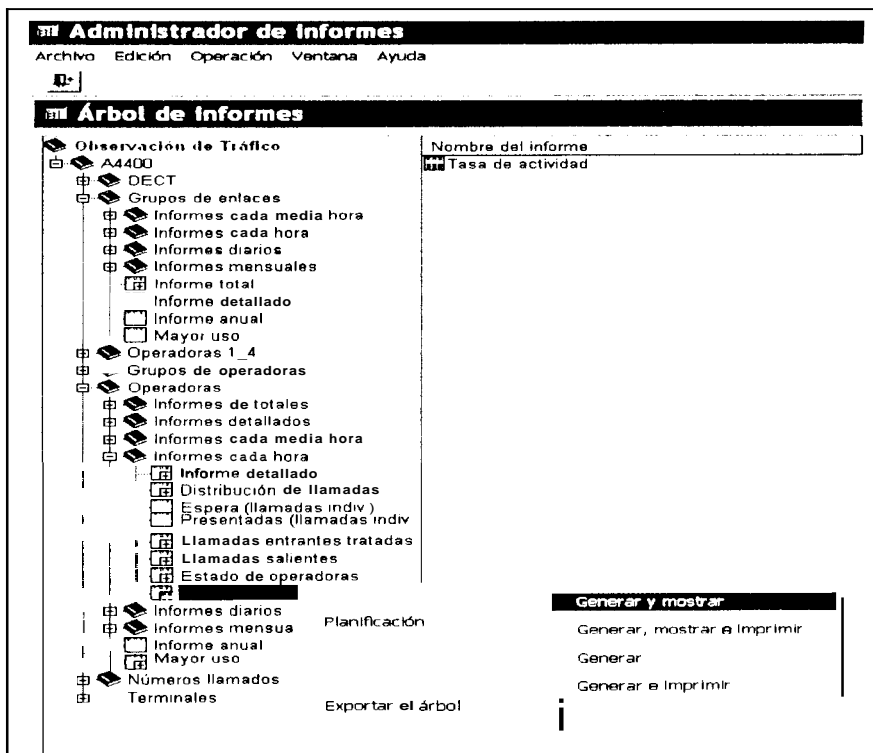 Administrador de informes
Archivo Edición Operación Ventana Ayuda
Árbol de informes
Observación de Tráfico
Nombre del informe
A4400
Tasa de actividad
DECT
Grupos de enlaces
Informes cada media hora
Informes cada hora
Informes diarios
Informes mensuales
Informe total
Informe detallado
Informe anual
Mayor uso
Operadoras 1_4
Grupos de operadoras
Operadoras
Informes de totales
Informes detallados
Informes cada media hora
Informes cada hora
Informe detallado
Distribución de llamadas
Espera (llamadas indiv)
Presentadas (llamadas indiv
Llamadas entrantes tratadas
Llamadas salientes
Estado de operadoras
Informes diarios
Informes mensua
Informe anual
Mayor uso
Números llamados
Terminales
Planificación
Exportar el árbol
Generar y mostrar
Generar, mostrar e Imprimir
Generar
Generar e Imprimir